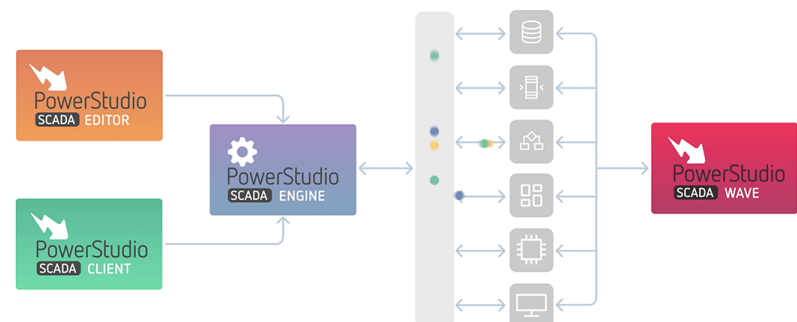 PowerStudio
SCADA EDITOR
PowerStudio
SCADA ENGINE
PowerStudio
SCADA CLIENT
PowerStudio
SCADA WAVE